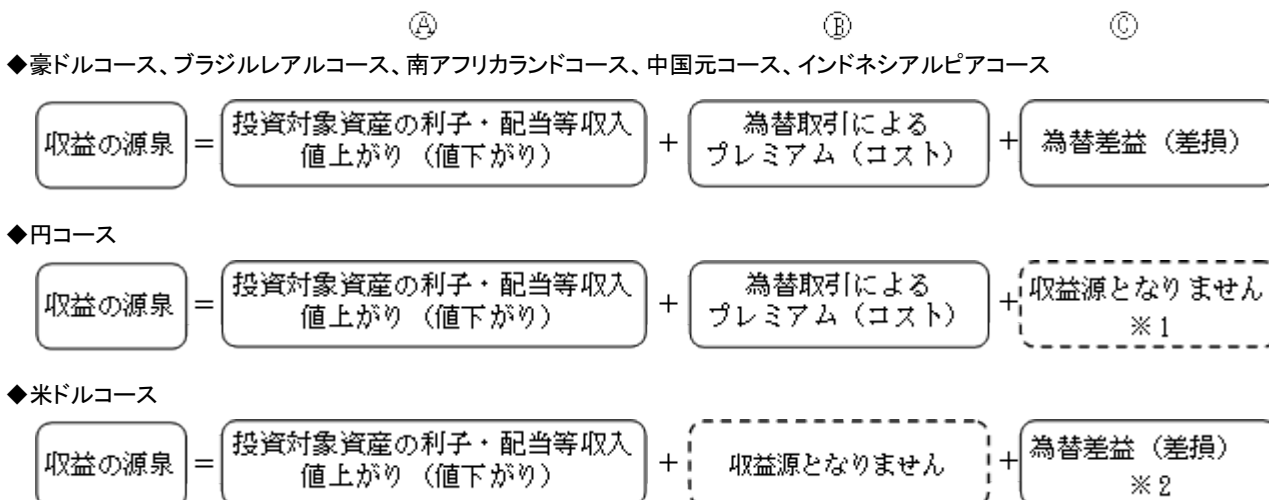 Ⓐ Ⓑ Ⓒ
◆豪ドルコース、ブラジルレアルコース、南アフリカランドコース、中国元コース、インドネシアルピアコース
収益の源泉 = 投資対象資産の利子・配当等収入 + 為替取引による + 為替差益（差損）
値上がり（値下がり） プレミアム（コスト）
◆円コース
収益の源泉 = 投資対象資産の利子・配当等収入 + 為替取引による + 収益源となりません
値上がり（値下がり） プレミアム（コスト） ※1
◆米ドルコース
収益の源泉 = 投資対象資産の利子・配当等収入 + 収益源となりません + 為替差益（差損）
値上がり（値下がり） ※2